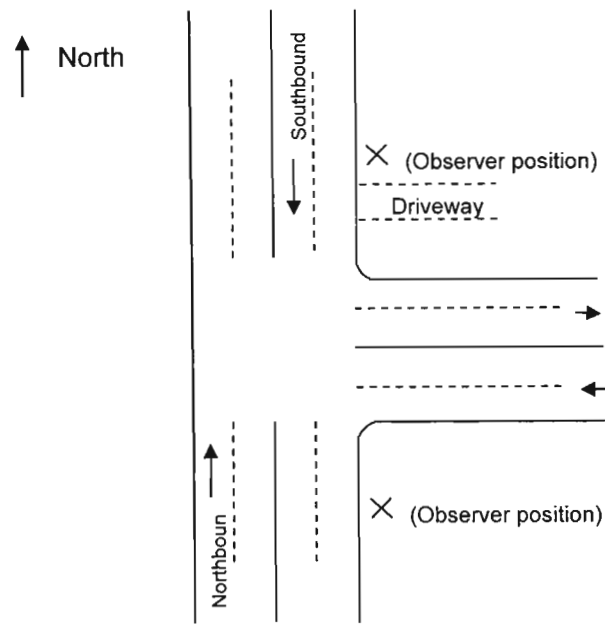 North
Southbound
(Observer position)
Driveway
Northboun
(Observer position)